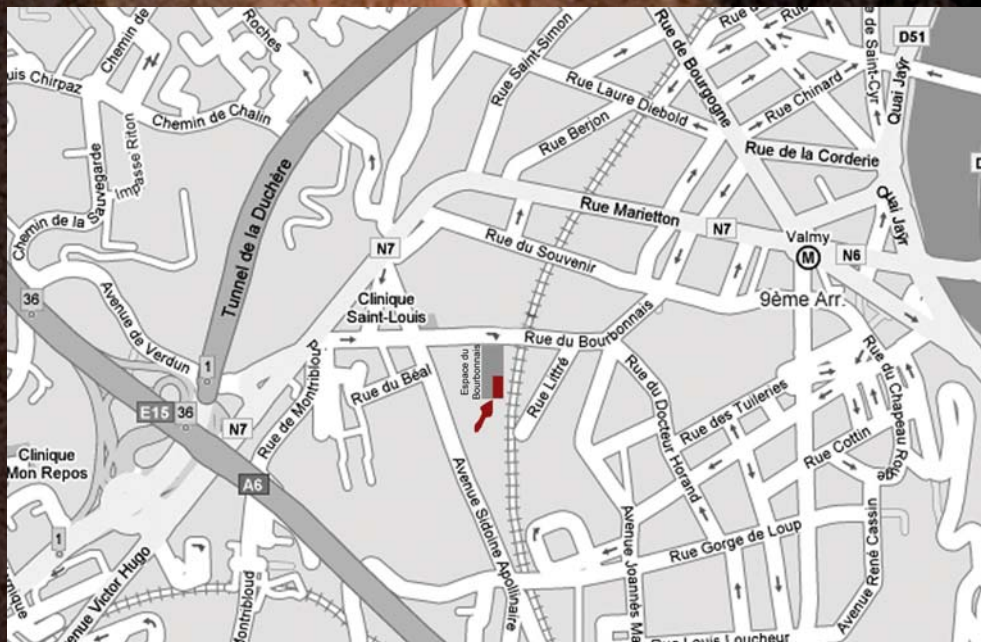 Chemin de
Roches
Rue Saint-Simon
Rue de Bourgogne
Rue du
Rue
e de Saint-Cyr
D51
uis Chirpaz
Quai Jaÿr
Rue Chinard
Rue Laure Diebold
Chemin de Chalin
Rue Berjon
Impasse Riton
Rue de la Corderie
Chemin de la Sauvegarde
Rue Marietton
Quai Jaÿr
N7
Valmy
M
N6
N7
Rue du Souvenir
Tunnel de la Duchère
36
Clinique
Saint-Louis
9ème Arr.
Avenue de Verdun
Rue du Bourbonnais
1
Espace du
Bourbonnais
Rue du Béal
Rue Littré
Rue de Montribloud
Rue du Docteur Horand
Rue des Tuileries
Rue du Chapeau Rouge
E15
36
N7
Rue Cottin
Clinique
Mon Repos
A6
Avenue Sidoine Apollinaire
Rue Gorge de Loup
Avenue Joannès Ma
Avenue René Cassin
venue Victor Hugo
Montribloud
Rue Louis Loucheur